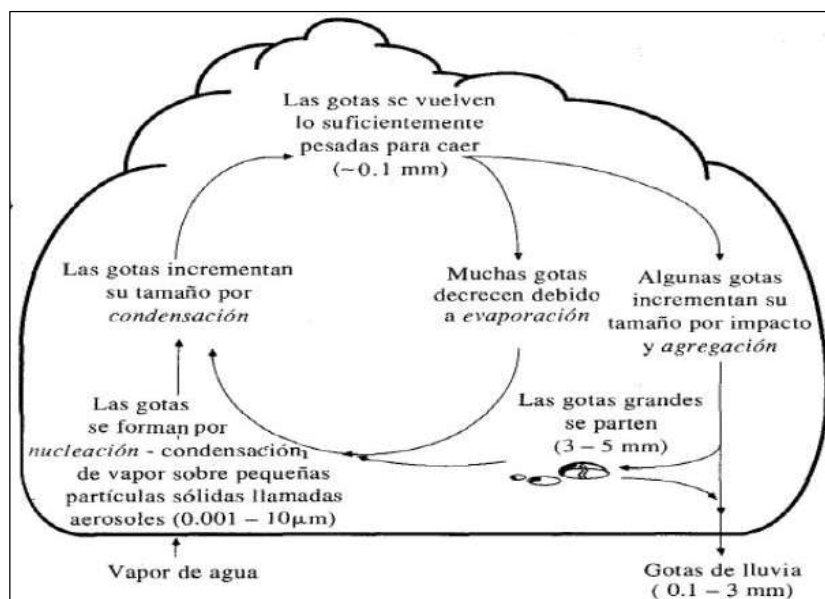 Las gotas se vuelven
lo suficientemente
pesadas para caer
(~0.1 mm)
Las gotas incrementan
su tamaño por
condensación
Muchas gotas
decrecen debido
a evaporación
Algunas gotas
incrementan su
tamaño por impacto
y agregación
Las gotas
se forman por
nucleación - condensación
de vapor sobre pequeñas
partículas sólidas llamadas
aerosoles (0.001 – 10μm)
Las gotas grandes
se parten
(3 – 5 mm)
Vapor de agua
Gotas de lluvia
( 0.1 – 3 mm)